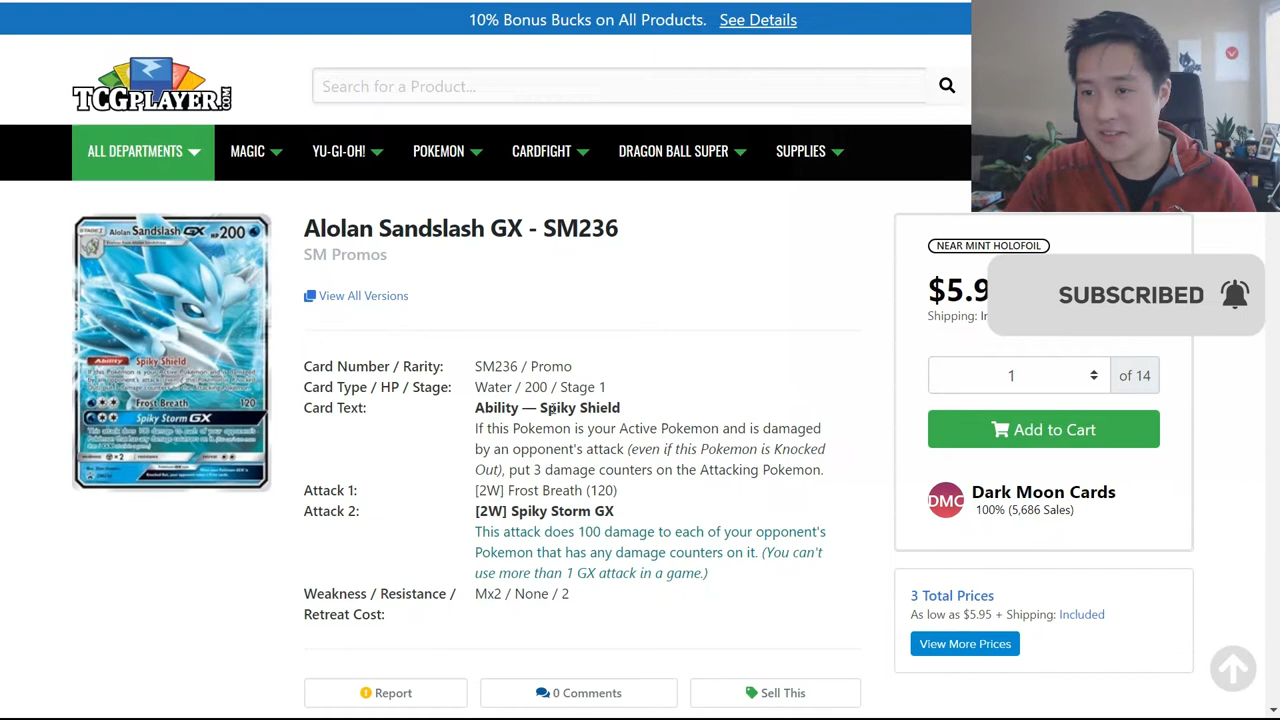 10% Bonus Bucks on All Products. See Details
TCGPLAYER.COM
Search for a Product...
ALL DEPARTMENTS
MAGIC
YU-GI-OH!
POKEMON
CARDFIGHT
DRAGON BALL SUPER
SUPPLIES
STAGE 1
Alolan Sandslash GX
HP 200
Ability
Spiky Shield
Frost Breath 120
Spiky Storm GX
Alolan Sandslash GX - SM236
SM Promos
View All Versions
Card Number / Rarity: SM236 / Promo
Card Type / HP / Stage: Water / 200 / Stage 1
Card Text: Ability — Spiky Shield
If this Pokemon is your Active Pokemon and is damaged
by an opponent's attack (even if this Pokemon is Knocked
Out), put 3 damage counters on the Attacking Pokemon.
Attack 1: [2W] Frost Breath (120)
Attack 2: [2W] Spiky Storm GX
This attack does 100 damage to each of your opponent's
Pokemon that has any damage counters on it. (You can't
use more than 1 GX attack in a game.)
Weakness / Resistance / Mx2 / None / 2
Retreat Cost:
Report
0 Comments
Sell This
NEAR MINT HOLOFOIL
$5.9
Shipping:
SUBSCRIBED
1 of 14
Add to Cart
DMC
Dark Moon Cards
100% (5,686 Sales)
3 Total Prices
As low as $5.95 + Shipping: Included
View More Prices